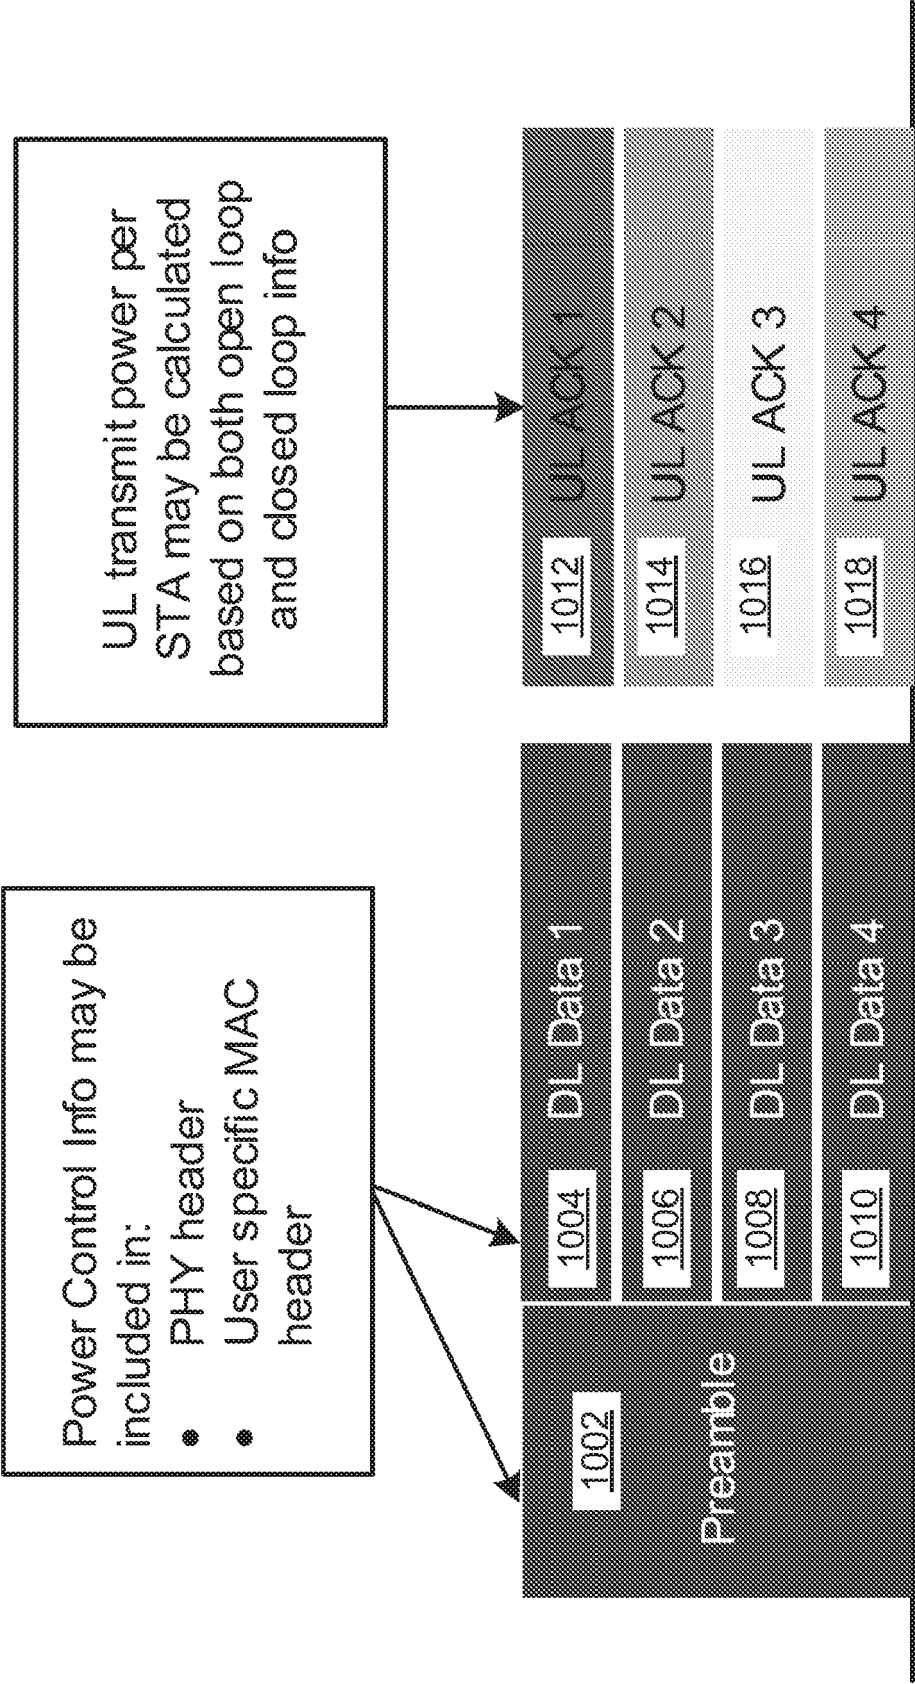 Power Control Info may be
included in:
• PHY header
• User specific MAC
header
UL transmit power per
STA may be calculated
based on both open loop
and closed loop info
1002
Preamble
1004 DL Data 1
1006 DL Data 2
1008 DL Data 3
1010 DL Data 4
1012 UL ACK 1
1014 UL ACK 2
1016 UL ACK 3
1018 UL ACK 4